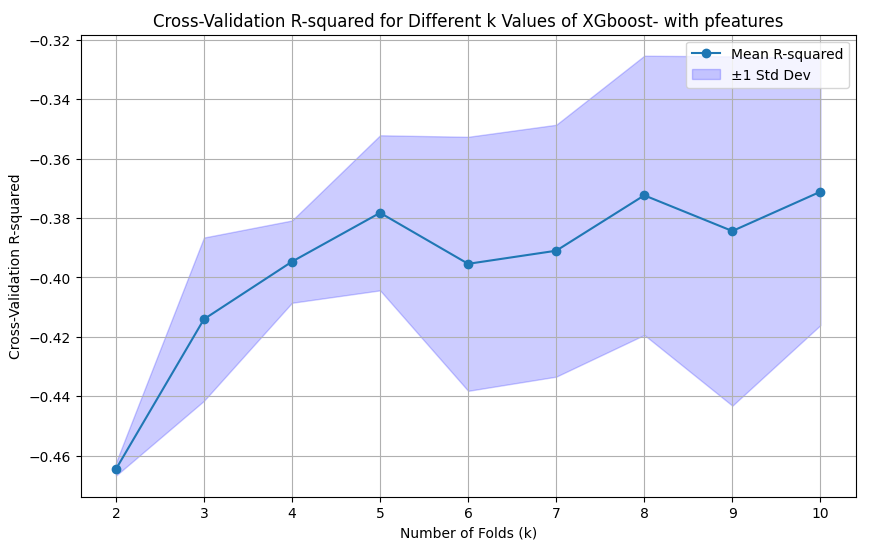 Cross-Validation R-squared for Different k Values of XGboost- with pfeatures
Cross-Validation R-squared
−0.32
−0.34
−0.36
−0.38
−0.40
−0.42
−0.44
−0.46
Mean R-squared
±1 Std Dev
2 3 4 5 6 7 8 9 10
Number of Folds (k)